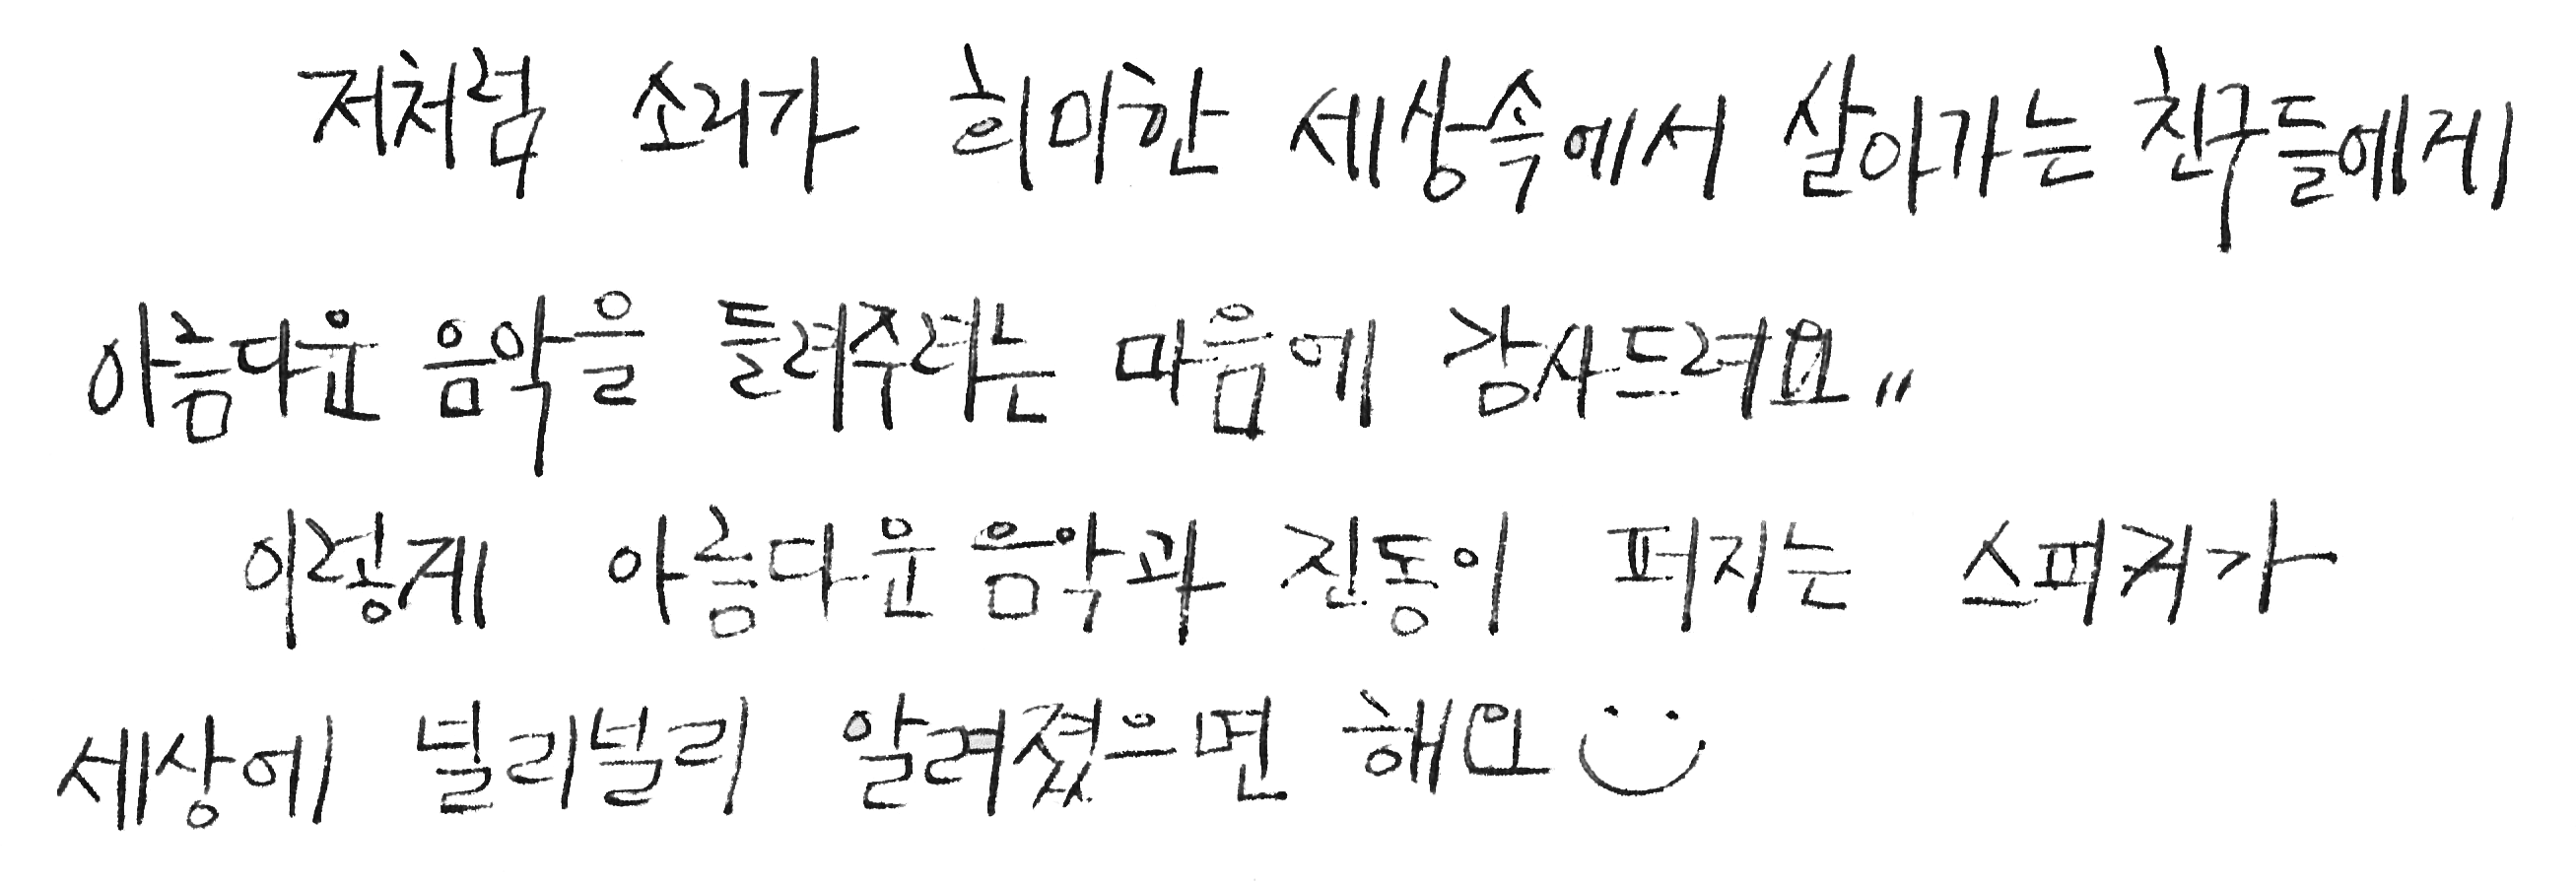 저처럼 소리가 희미한 세상속에서 살아가는 친구들에게
아름다운 음악을 들려주려는 마음에 감사드려요,,
이렇게 아름다운 음악과 진동이 퍼지는 스피커가
세상에 널리널리 알려졌으면 해요